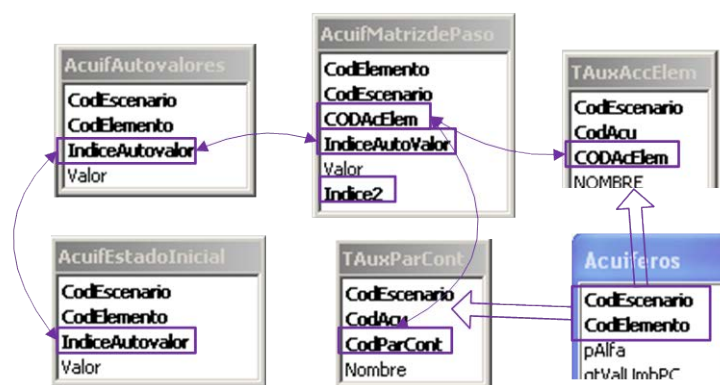 AcuifAutovalores
CodEscenario
CodElemento
IndiceAutovalor
Valor
AcuifMatrizdePaso
CodElemento
CodEscenario
CODAcElem
IndiceAutoValor
Valor
Indice2
TAuxAccElem
CodEscenario
CodAcu
CODAcElem
NOMBRE
AcuifEstadoInicial
CodEscenario
CodElemento
IndiceAutovalor
Valor
TAuxParCont
CodEscenario
CodAcu
CodParCont
Nombre
Acuiferos
CodEscenario
CodElemento
pAlfa